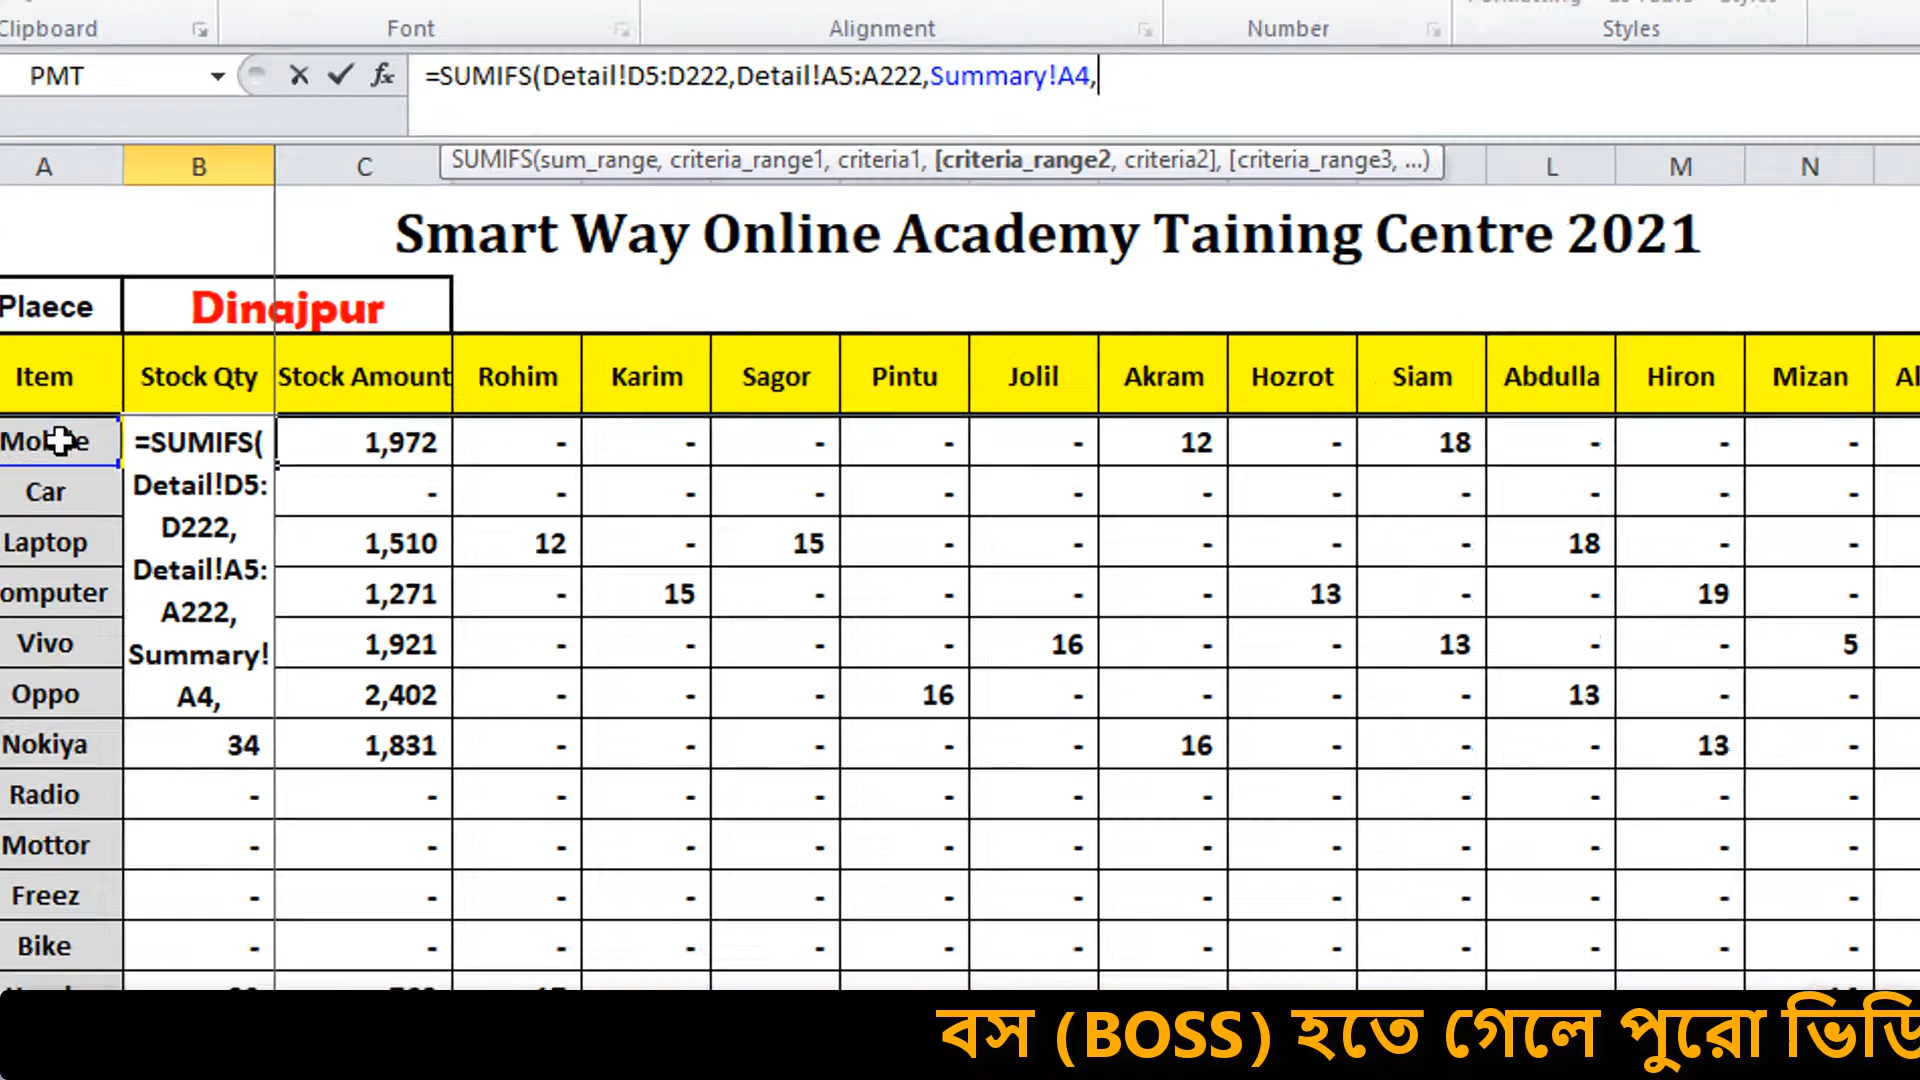 Clipboard Font Alignment Number Styles
PMT fx =SUMIFS(Detail!D5:D222,Detail!A5:A222,Summary!A4,
SUMIFS(sum_range, criteria_range1, criteria1, [criteria_range2, criteria2], [criteria_range3, ...)
A B C L M N
Smart Way Online Academy Taining Centre 2021
Plaece Dinajpur
Item Stock Qty Stock Amount Rohim Karim Sagor Pintu Jolil Akram Hozrot Siam Abdulla Hiron Mizan Al
=SUMIFS( 1,972 - - - - - 12 - 18 - - -
Car - - - - - - - - - - - -
Detail!D5:
D222,
Laptop 1,510 12 - 15 - - - - - 18 - -
Detail!A5:
omputer 1,271 - 15 - - - - 13 - - 19 -
A222,
Vivo 1,921 - - - - 16 - - 13 - - 5
Summary!
Oppo A4, 2,402 - - - 16 - - - - 13 - -
Nokiya 34 1,831 - - - - - 16 - - - 13 -
Radio - - - - - - - - - - - - -
Mottor - - - - - - - - - - - - -
Freez - - - - - - - - - - - - -
Bike - - - - - - - - - - - - -
বস (BOSS) হতে গেলে পুরো ভিডি